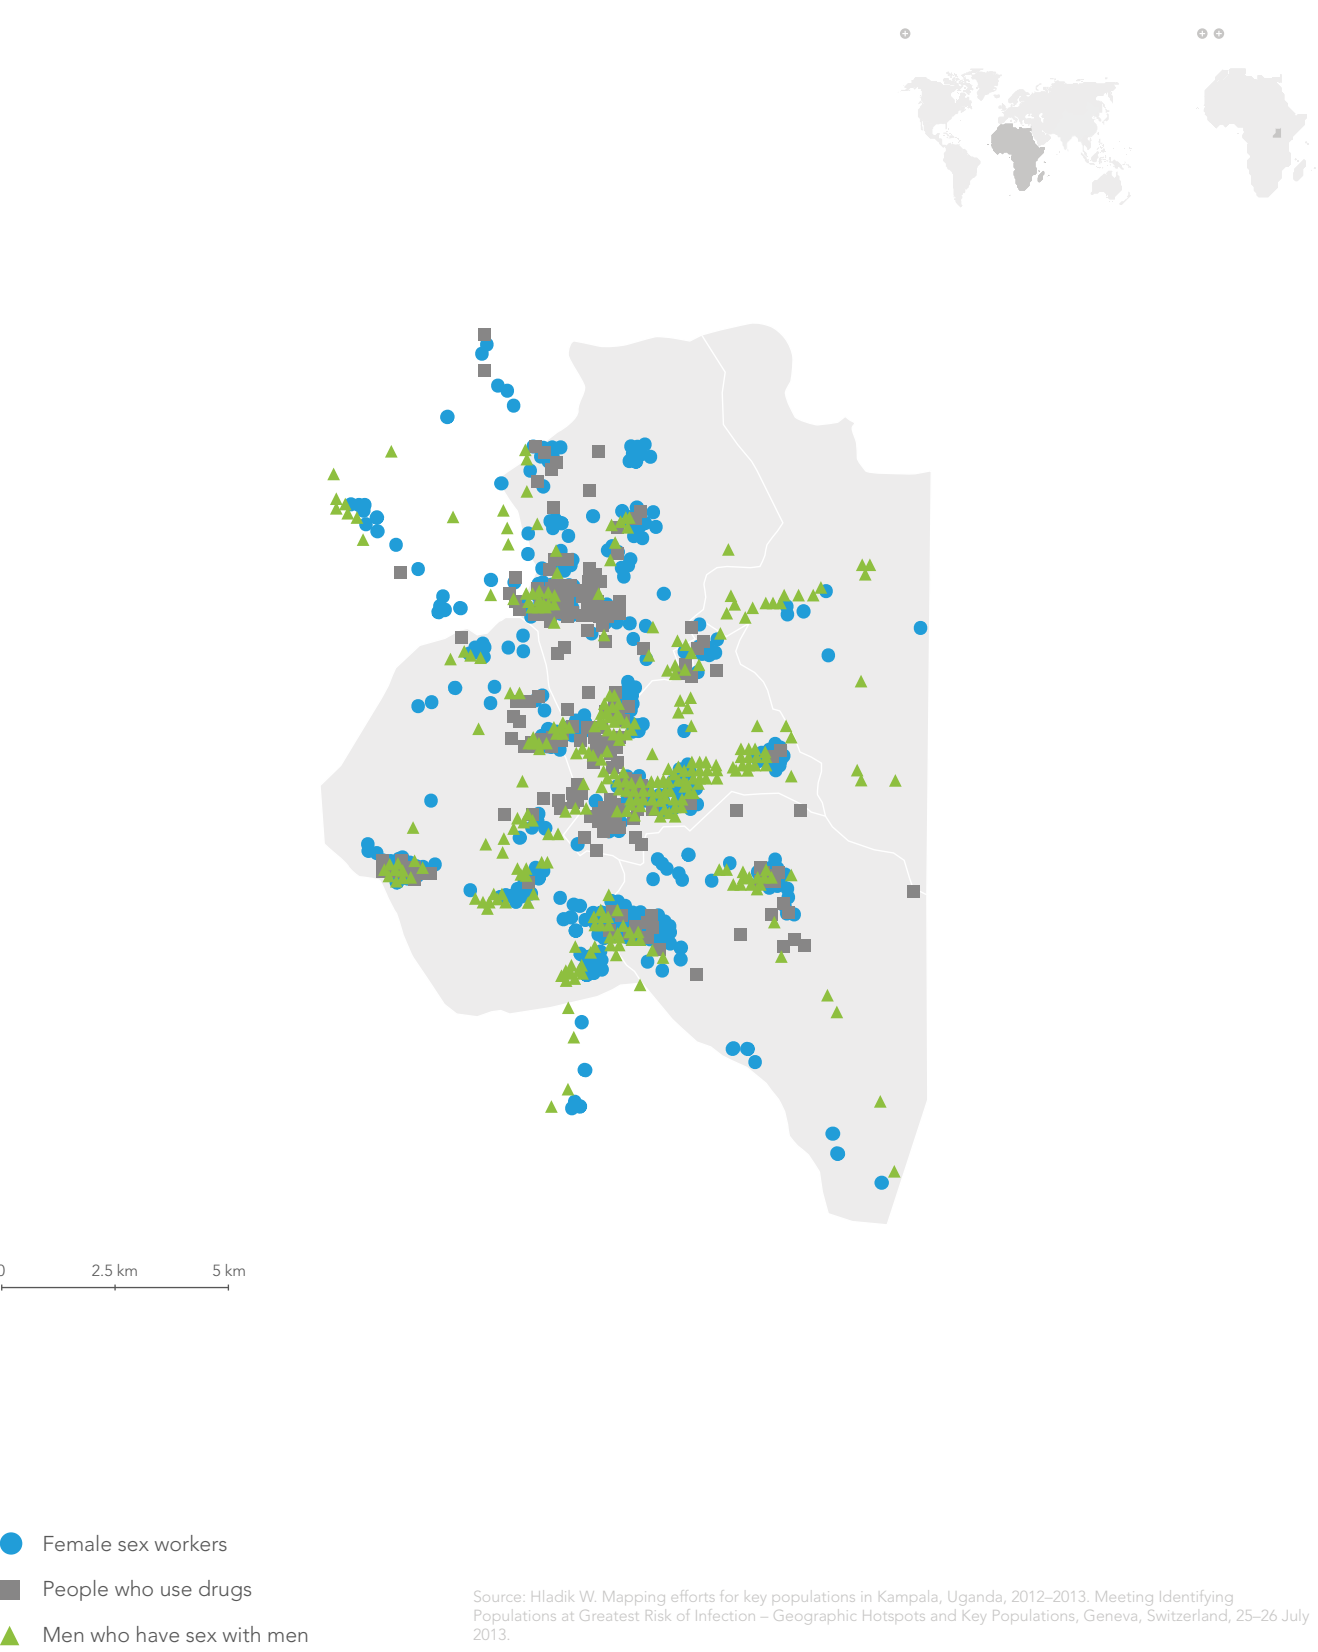 0 2.5 km 5 km
Female sex workers
People who use drugs
Men who have sex with men
Source: Hladik W. Mapping efforts for key populations in Kampala, Uganda, 2012–2013. Meeting Identifying
Populations at Greatest Risk of Infection – Geographic Hotspots and Key Populations, Geneva, Switzerland, 25–26 July
2013.